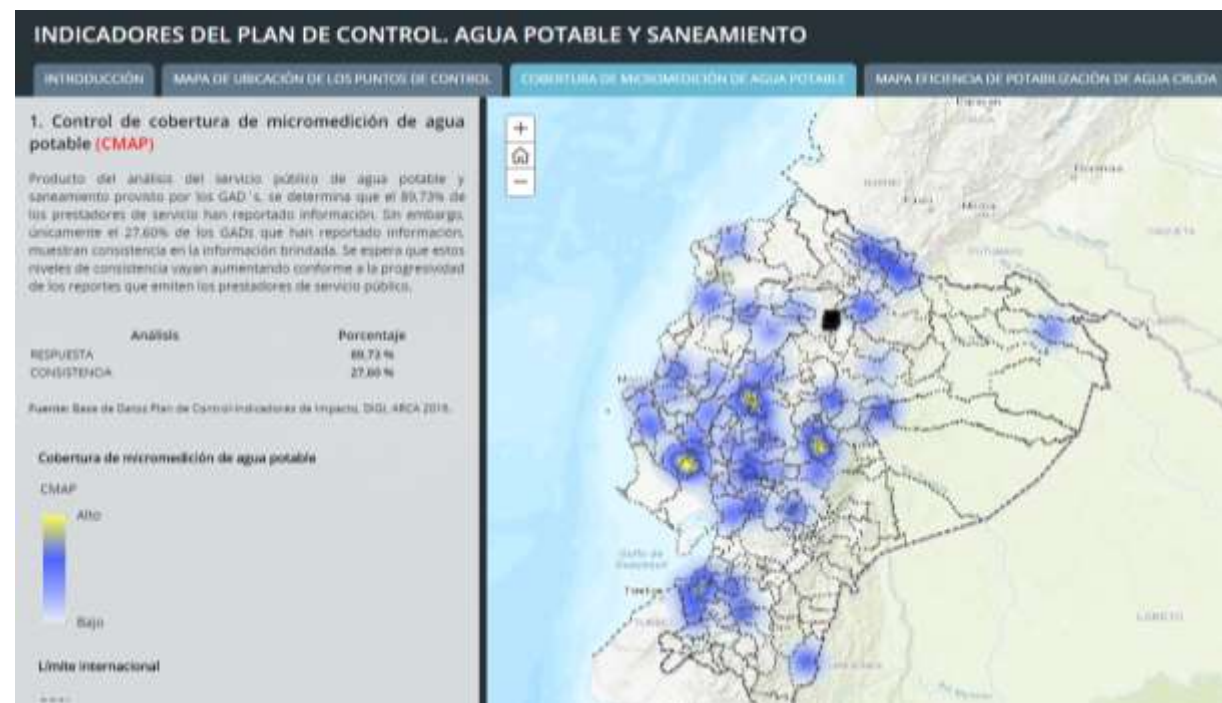 INDICADORES DEL PLAN DE CONTROL. AGUA POTABLE Y SANEAMIENTO
INTRODUCCIÓN
MAPA DE UBICACIÓN DE LOS PUNTOS DE CONTROL
COBERTURA DE MICROMEDICIÓN DE AGUA POTABLE
MAPA EFICIENCIA DE POTABILIZACIÓN DE AGUA CRUDA
1. Control de cobertura de micromedición de agua
potable (CMAP)
Producto del análisis del servicio público de agua potable y
saneamiento provisto por los GAD´s, se determina que el 89,73% de
los prestadores de servicio han reportado información. Sin embargo,
únicamente el 27,60% de los GADs que han reportado información,
muestran consistencia en la información brindada. Se espera que estos
niveles de consistencia vayan aumentando conforme a la progresividad
de los reportes que emiten los prestadores de servicio público.
Análisis Porcentaje
RESPUESTA 89,73 %
CONSISTENCIA 27,60 %
Fuente: Base de Datos Plan de Control-Indicadores de Impacto, DIGI, ARCA 2019.
Cobertura de micromedición de agua potable
CMAP
Alto
Bajo
Límite internacional
+
−
Golfo de
Guayaquil
LORETO